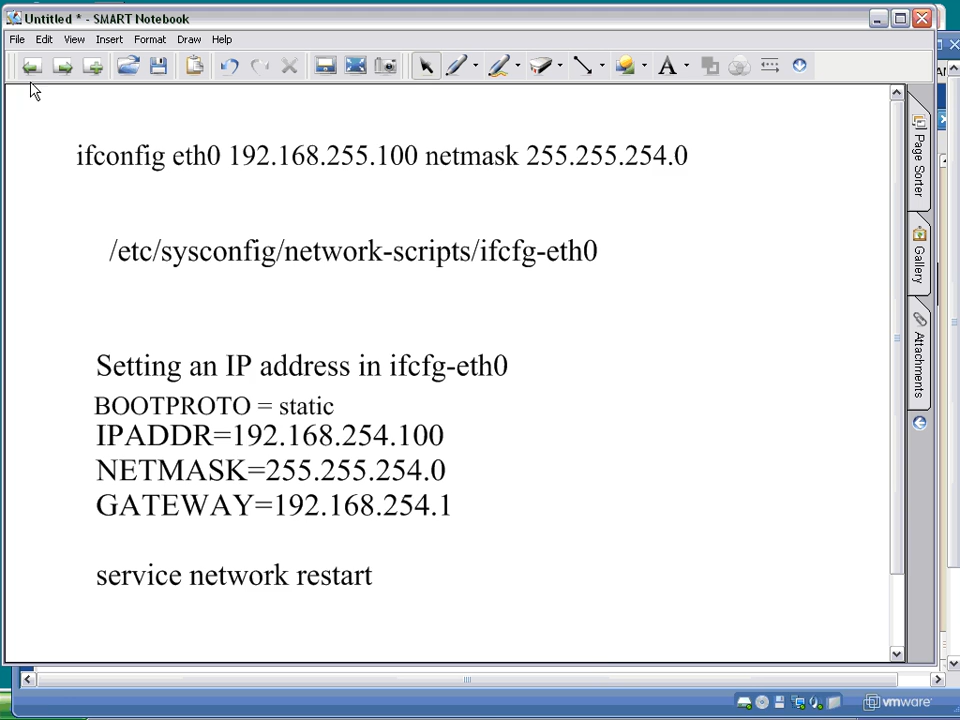 Untitled * - SMART Notebook
File Edit View Insert Format Draw Help
ifconfig eth0 192.168.255.100 netmask 255.255.254.0
/etc/sysconfig/network-scripts/ifcfg-eth0
Setting an IP address in ifcfg-eth0
BOOTPROTO = static
IPADDR=192.168.254.100
NETMASK=255.255.254.0
GATEWAY=192.168.254.1
service network restart
Page Sorter
Gallery
Attachments
vmware